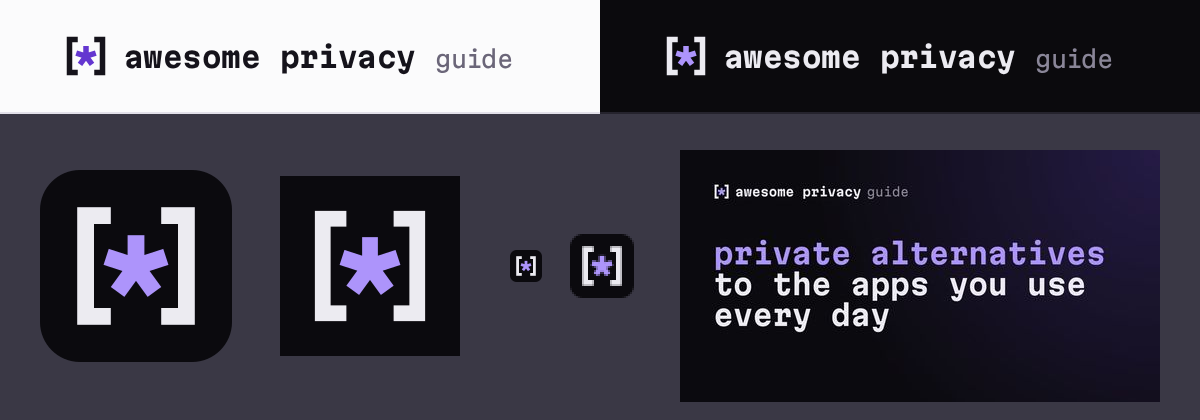 [*] awesome privacy guide
[*] awesome privacy guide
[*]
[*]
[*]
[*]
[*] awesome privacy guide
private alternatives
to the apps you use
every day